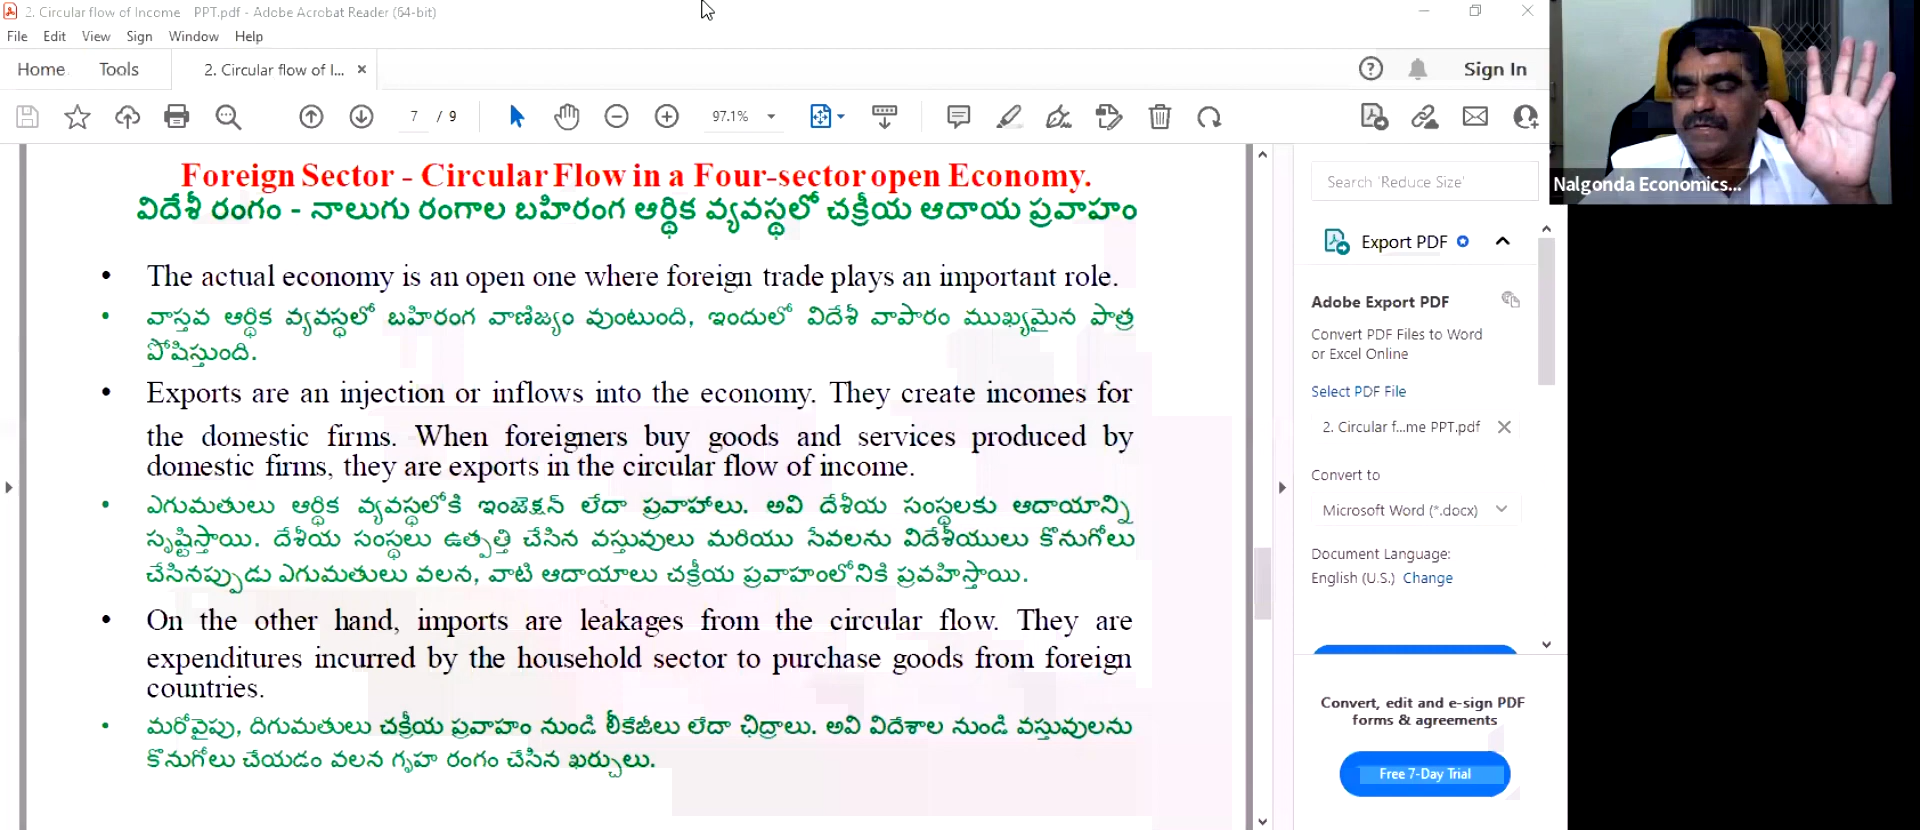 2. Circular flow of Income PPT.pdf - Adobe Acrobat Reader (64-bit)
File Edit View Sign Window Help
Home Tools 2. Circular flow of I... × Sign In
7 / 9 97.1%
Nalgonda Economics...
Foreign Sector - Circular Flow in a Four-sector open Economy.
విదేశీ రంగం - నాలుగు రంగాల బహిరంగ ఆర్థిక వ్యవస్థలో చక్రీయ ఆదాయ ప్రవాహం
• The actual economy is an open one where foreign trade plays an important role.
• వాస్తవ ఆర్థిక వ్యవస్థలో బహిరంగ వాణిజ్యం వుంటుంది, ఇందులో విదేశీ వాపారం ముఖ్యమైన పాత్ర
పోషిస్తుంది.
• Exports are an injection or inflows into the economy. They create incomes for
the domestic firms. When foreigners buy goods and services produced by
domestic firms, they are exports in the circular flow of income.
• ఎగుమతులు ఆర్థిక వ్యవస్థలోకి ఇంజెక్షన్ లేదా ప్రవాహాలు. అవి దేశీయ సంస్థలకు ఆదాయాన్ని
సృష్టిస్తాయి. దేశీయ సంస్థలు ఉత్పత్తి చేసిన వస్తువులు మరియు సేవలను విదేశీయులు కొనుగోలు
చేసినప్పుడు ఎగుమతులు వలన, వాటి ఆదాయాలు చక్రీయ ప్రవాహంలోనికి ప్రవహిస్తాయి.
• On the other hand, imports are leakages from the circular flow. They are
expenditures incurred by the household sector to purchase goods from foreign
countries.
• మరోవైపు, దిగుమతులు చక్రీయ ప్రవాహం నుండి లీకేజీలు లేదా ఛిద్రాలు. అవి విదేశాల నుండి వస్తువులను
కొనుగోలు చేయడం వలన గృహ రంగం చేసిన ఖర్చులు.
Search 'Reduce Size'
Export PDF
Adobe Export PDF
Convert PDF Files to Word
or Excel Online
Select PDF File
2. Circular f...me PPT.pdf
Convert to
Microsoft Word (*.docx)
Document Language:
English (U.S.) Change
Convert, edit and e-sign PDF
forms & agreements
Free 7-Day Trial